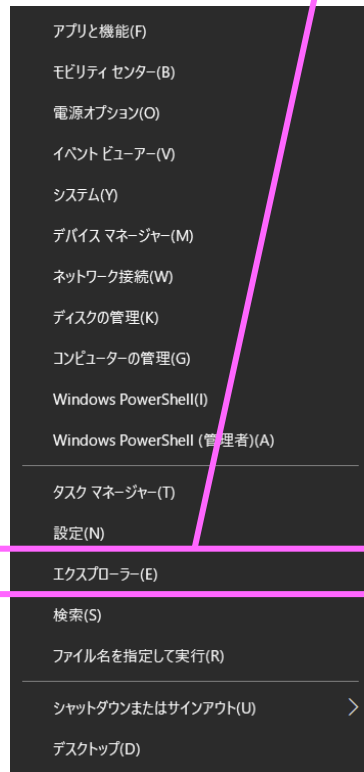 アプリと機能(F)
モビリティ センター(B)
電源オプション(O)
イベント ビューアー(V)
システム(Y)
デバイス マネージャー(M)
ネットワーク接続(W)
ディスクの管理(K)
コンピューターの管理(G)
Windows PowerShell(I)
Windows PowerShell (管理者)(A)
タスク マネージャー(T)
設定(N)
エクスプローラー(E)
検索(S)
ファイル名を指定して実行(R)
シャットダウンまたはサインアウト(U)
デスクトップ(D)